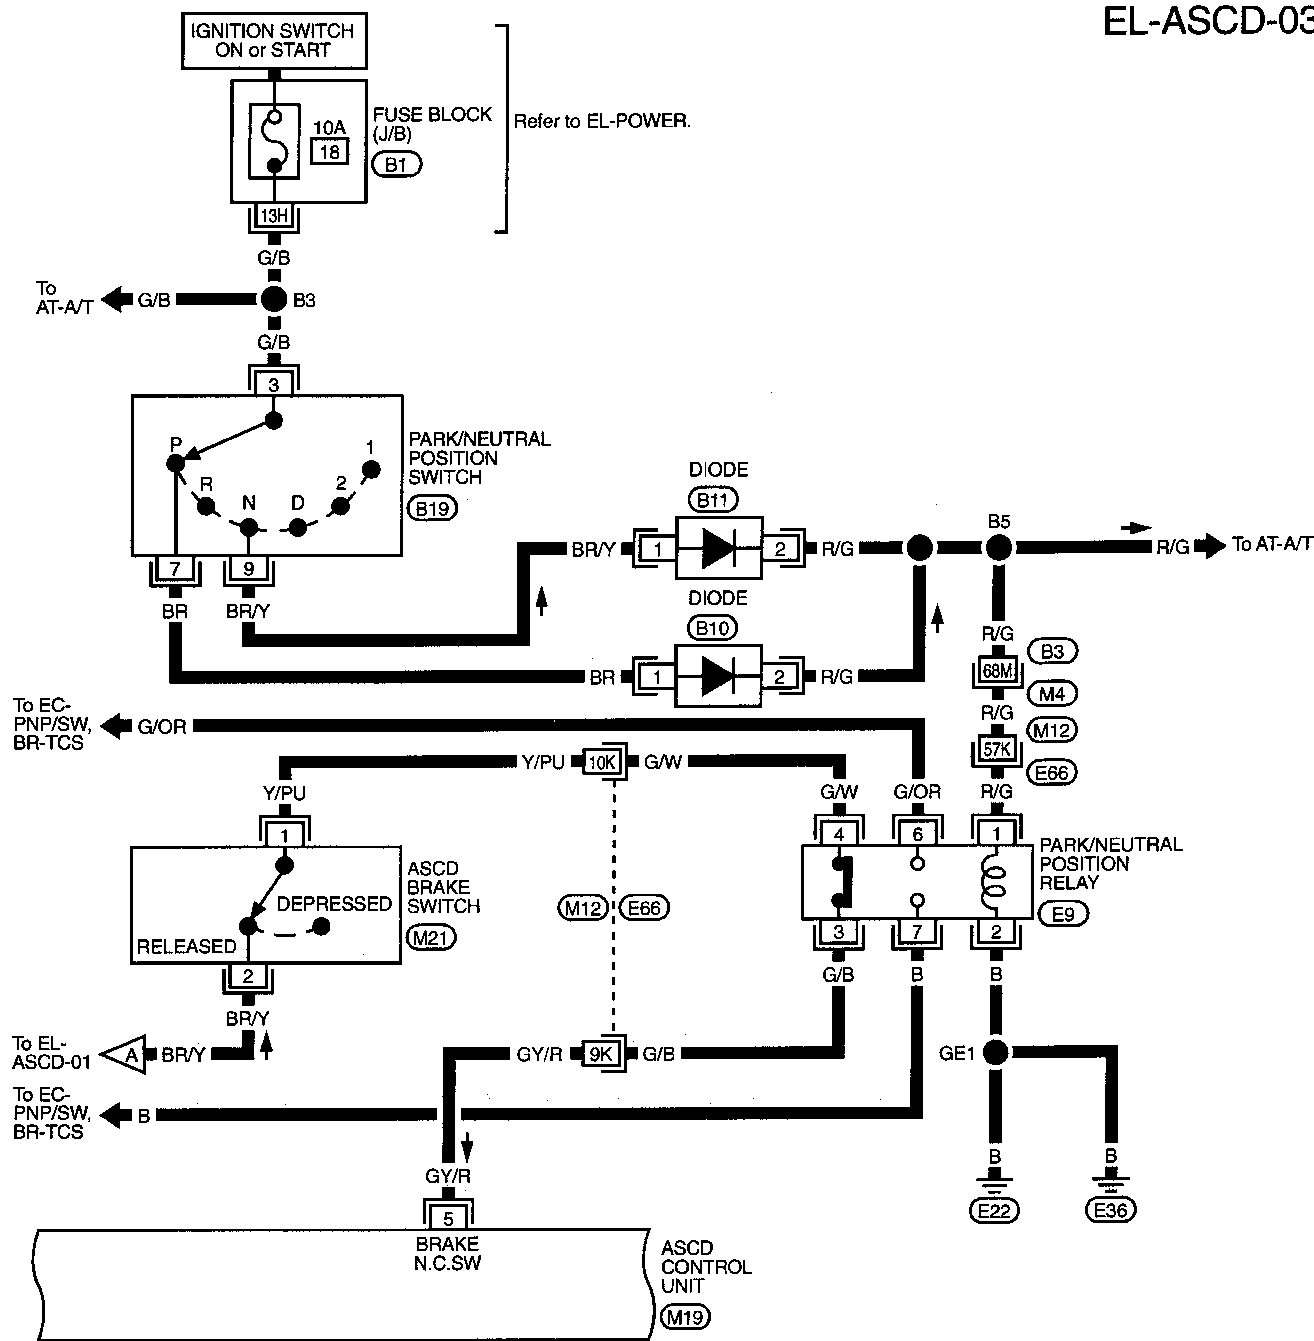 EL-ASCD-03
IGNITION SWITCH
ON or START
10A
18
FUSE BLOCK
(J/B)
B1
Refer to EL-POWER.
13H
G/B
To
AT-A/T
G/B
B3
G/B
3
P
R
N
D
2
1
PARK/NEUTRAL
POSITION
SWITCH
B19
7
9
BR
BR/Y
DIODE
B11
BR/Y
1
2
R/G
B5
R/G
To AT-A/T
DIODE
B10
BR
1
2
R/G
R/G
B3
68M
M4
R/G
M12
57K
E66
R/G
To EC-
PNP/SW,
BR-TCS
G/OR
Y/PU
10K
G/W
Y/PU
G/W
G/OR
1
4
6
1
ASCD
BRAKE
SWITCH
M21
DEPRESSED
RELEASED
2
M12
E66
PARK/NEUTRAL
POSITION
RELAY
E9
3
7
2
G/B
B
B
BR/Y
To EL-
ASCD-01
A
BR/Y
GY/R
9K
G/B
GE1
To EC-
PNP/SW,
BR-TCS
B
GY/R
B
B
E22
E36
5
BRAKE
N.C.SW
ASCD
CONTROL
UNIT
M19